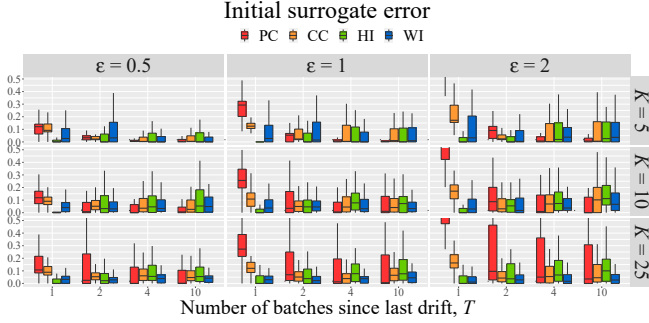 Initial surrogate error
PC CC HI WI
ε = 0.5 ε = 1 ε = 2
0.5
0.4
0.3
0.2
0.1
0.0
K = 5
0.5
0.4
0.3
0.2
0.1
0.0
K = 10
0.5
0.4
0.3
0.2
0.1
0.0
K = 25
1 2 4 10 1 2 4 10 1 2 4 10
Number of batches since last drift, T